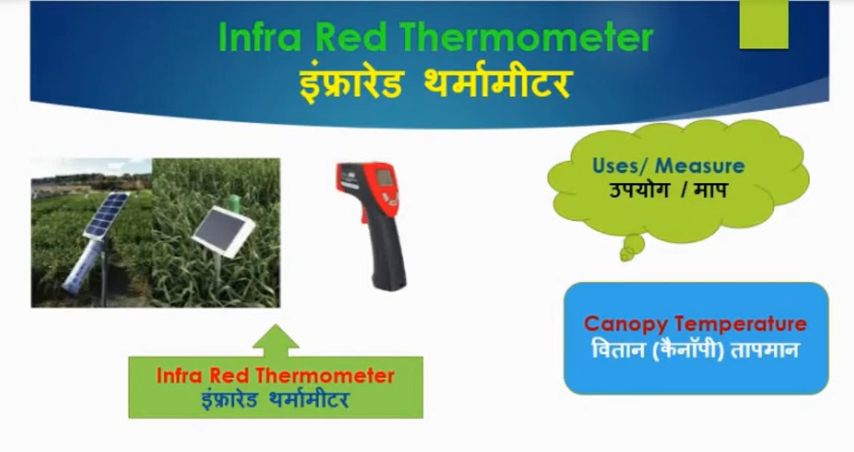 Infra Red Thermometer
इंफ्रारेड थर्मामीटर
Uses/ Measure
उपयोग / माप
Canopy Temperature
वितान (कैनॉपी) तापमान
Infra Red Thermometer
इंफ्रारेड थर्मामीटर